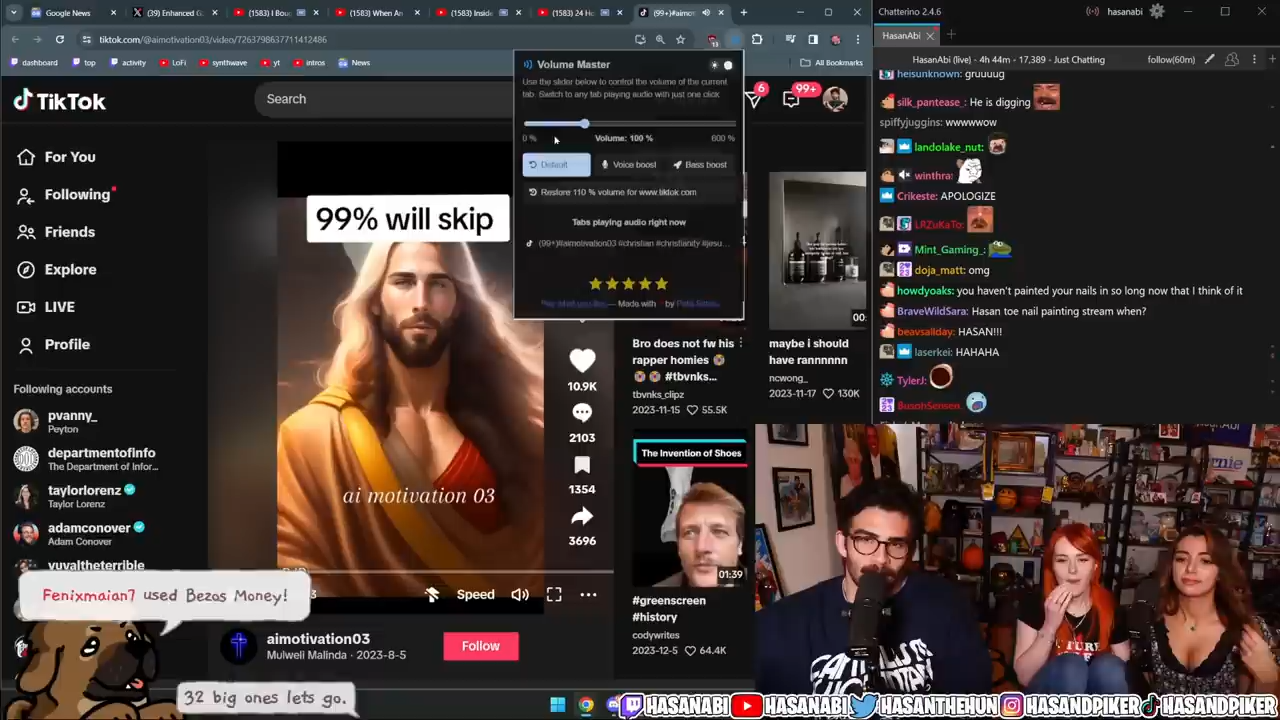 Google News
(39) Enhanced G
(1583) I Boug
(1583) When An
(1583) Inside
(1583) 24 Ho
(99+)#aimot
tiktok.com/@aimotivation03/video/7263798637711412486
dashboard
top
activity
LoFi
synthwave
yt
intros
News
All Bookmarks
TikTok
Search
6
99+
For You
Following
Friends
Explore
LIVE
Profile
Following accounts
pvanny_
Peyton
departmentofinfo
The Department of Infor...
taylorlorenz
Taylor Lorenz
adamconover
Adam Conover
yuvaltheterrible
99% will skip
ai motivation 03
Volume Master
Use the slider below to control the volume of the current
tab. Switch to any tab playing audio with just one click.
0 %
Volume: 100 %
600 %
Default
Voice boost
Bass boost
Restore 110 % volume for www.tiktok.com
Tabs playing audio right now
(99+)#aimotivation03 #christian #christianity #jesu...
Made with
by
10.9K
2103
1354
3696
Speed
aimotivation03
Mulweli Malinda • 2023-8-5
Follow
Bro does not fw his
rapper homies
#tbvnks...
tbvnks_clipz
2023-11-15
55.5K
00:
maybe i should
have rannnnnn
ncwong_
2023-11-17
130K
The Invention of Shoes
01:39
#greenscreen
#history
codywrites
2023-12-5
64.4K
Fenixmaian7 used Bezos Money!
32 big ones lets go.
Chatterino 2.4.6
hasanabi
HasanAbi
HasanAbi (live) - 4h 44m - 17,389 - Just Chatting
follow(60m)
heisunknown: gruuuug
silk_pantease_: He is digging
spiffyjuggins: wwwwwow
landolake_nut:
winthra:
Crikeste: APOLOGIZE
LRZuKaTo:
Mint_Gaming_:
doja_matt: omg
howdyoaks: you haven't painted your nails in so long now that I think of it
BraveWildSara: Hasan toe nail painting stream when?
beavsallday: HASAN!!!
laserkei: HAHAHA
TylerJ:
BusahSensen:
HASANABI
HASANABI
HASANTHEHUN
HASANDPIKER
HASANDPIKER